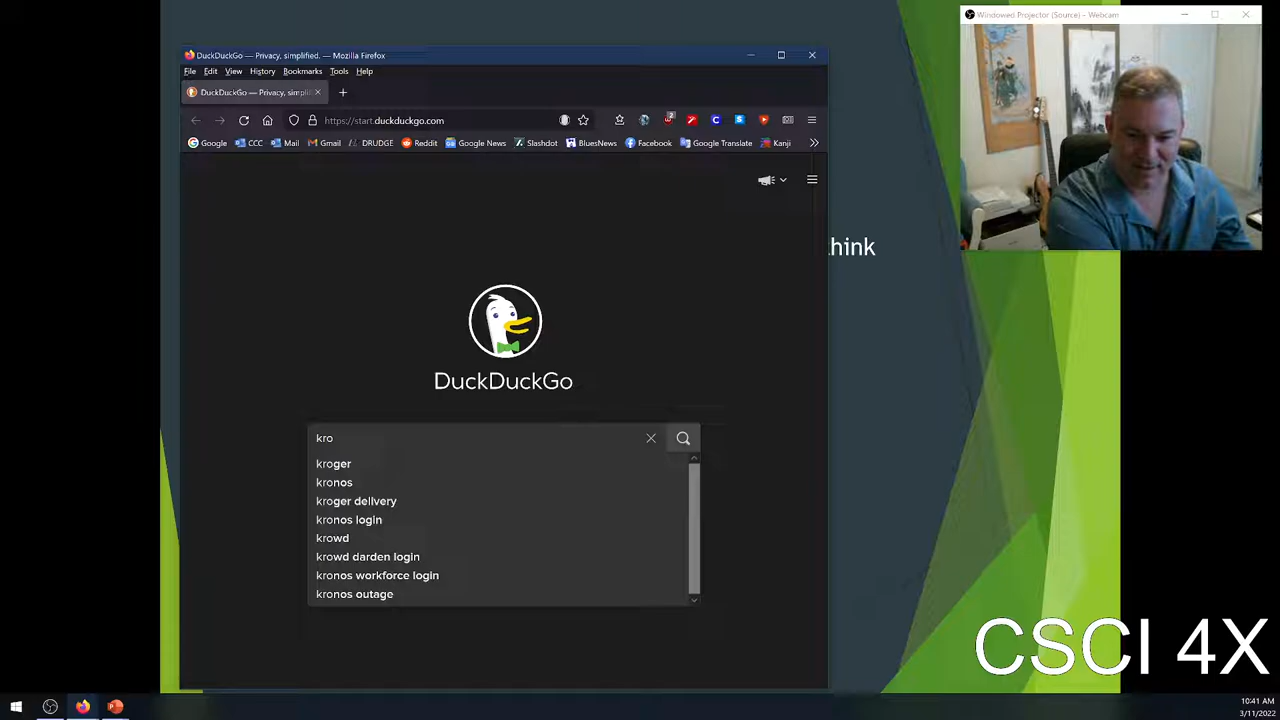 Windowed Projector (Source) - Webcam
DuckDuckGo — Privacy, simplified. — Mozilla Firefox
File Edit View History Bookmarks Tools Help
DuckDuckGo — Privacy, simplifi
https://start.duckduckgo.com
Google CCC Mail Gmail DRUDGE Reddit Google News Slashdot BluesNews Facebook Google Translate Kanji
think
DuckDuckGo
kro
kroger
kronos
kroger delivery
kronos login
krowd
krowd darden login
kronos workforce login
kronos outage
CSCI 4X
10:41 AM
3/11/2022